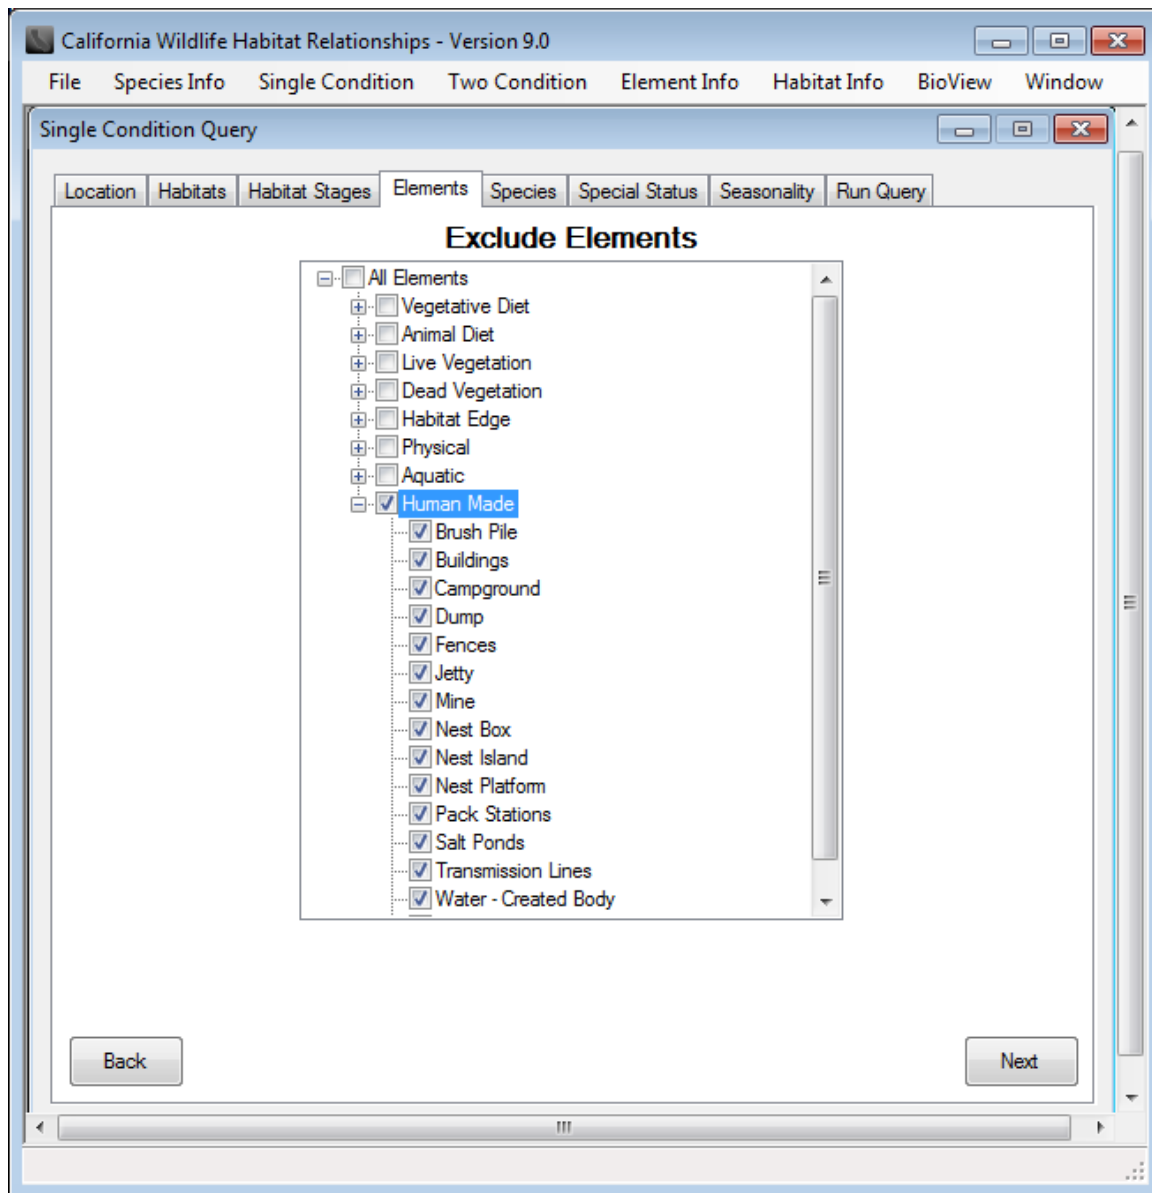 California Wildlife Habitat Relationships - Version 9.0
File Species Info Single Condition Two Condition Element Info Habitat Info BioView Window
Single Condition Query
Location Habitats Habitat Stages Elements Species Special Status Seasonality Run Query
Exclude Elements
All Elements
Vegetative Diet
Animal Diet
Live Vegetation
Dead Vegetation
Habitat Edge
Physical
Aquatic
Human Made
Brush Pile
Buildings
Campground
Dump
Fences
Jetty
Mine
Nest Box
Nest Island
Nest Platform
Pack Stations
Salt Ponds
Transmission Lines
Water - Created Body
Back Next